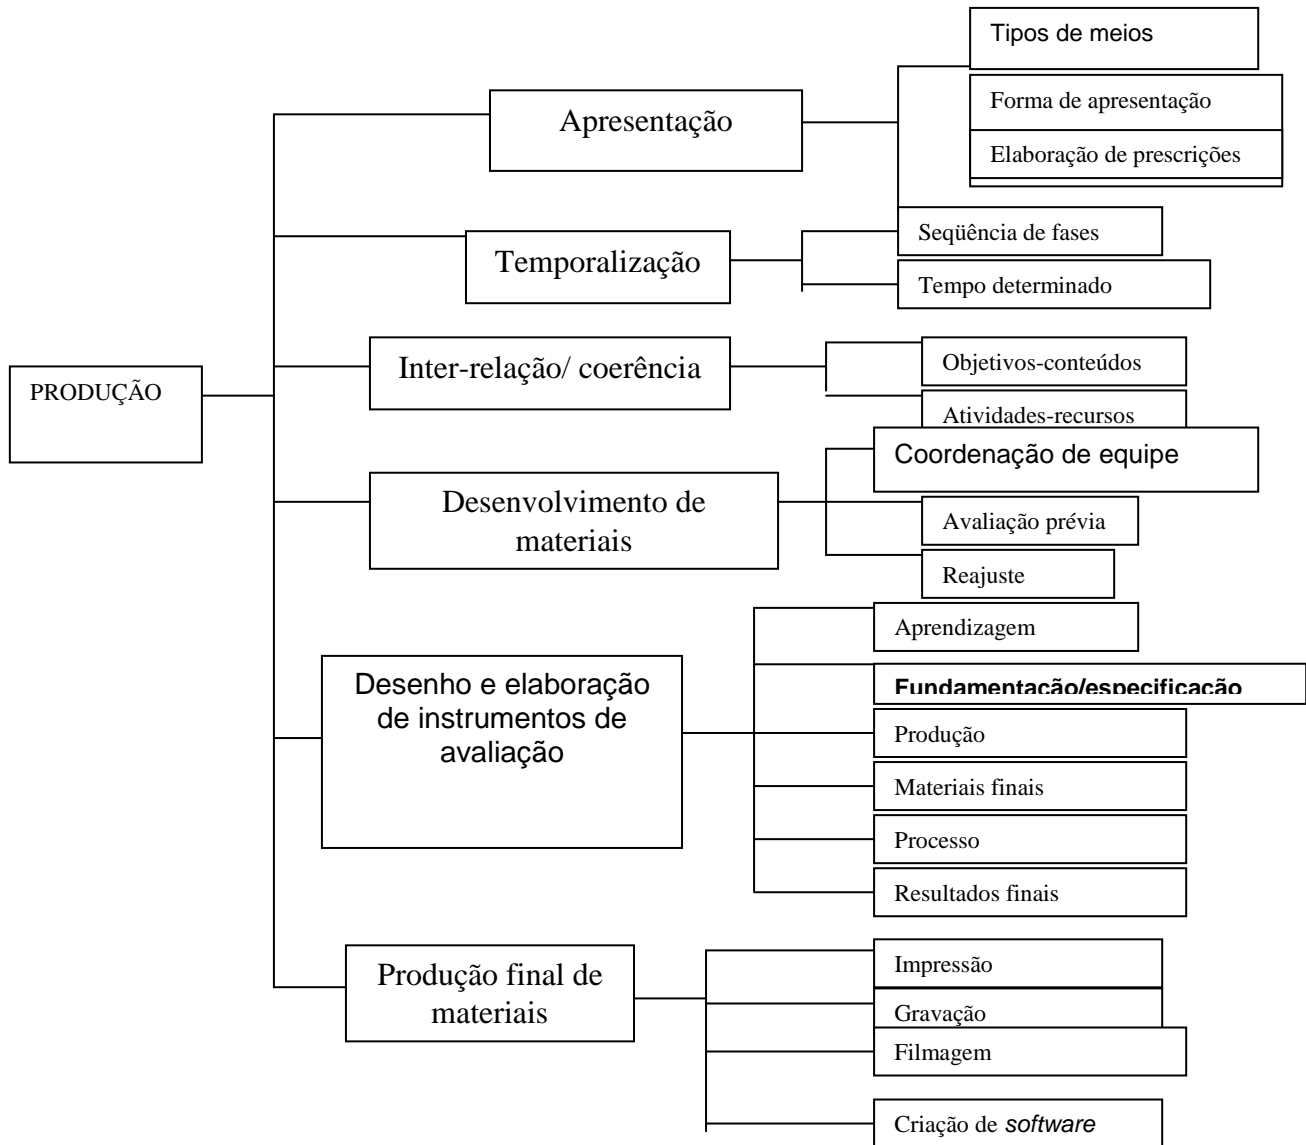 PRODUÇÃO
Apresentação
Tipos de meios
Forma de apresentação
Elaboração de prescrições
Temporalização
Seqüência de fases
Tempo determinado
Inter-relação/ coerência
Objetivos-conteúdos
Atividades-recursos
Desenvolvimento de
materiais
Coordenação de equipe
Avaliação prévia
Reajuste
Desenho e elaboração
de instrumentos de
avaliação
Aprendizagem
Fundamentação/especificação
Produção
Materiais finais
Processo
Resultados finais
Produção final de
materiais
Impressão
Gravação
Filmagem
Criação de software